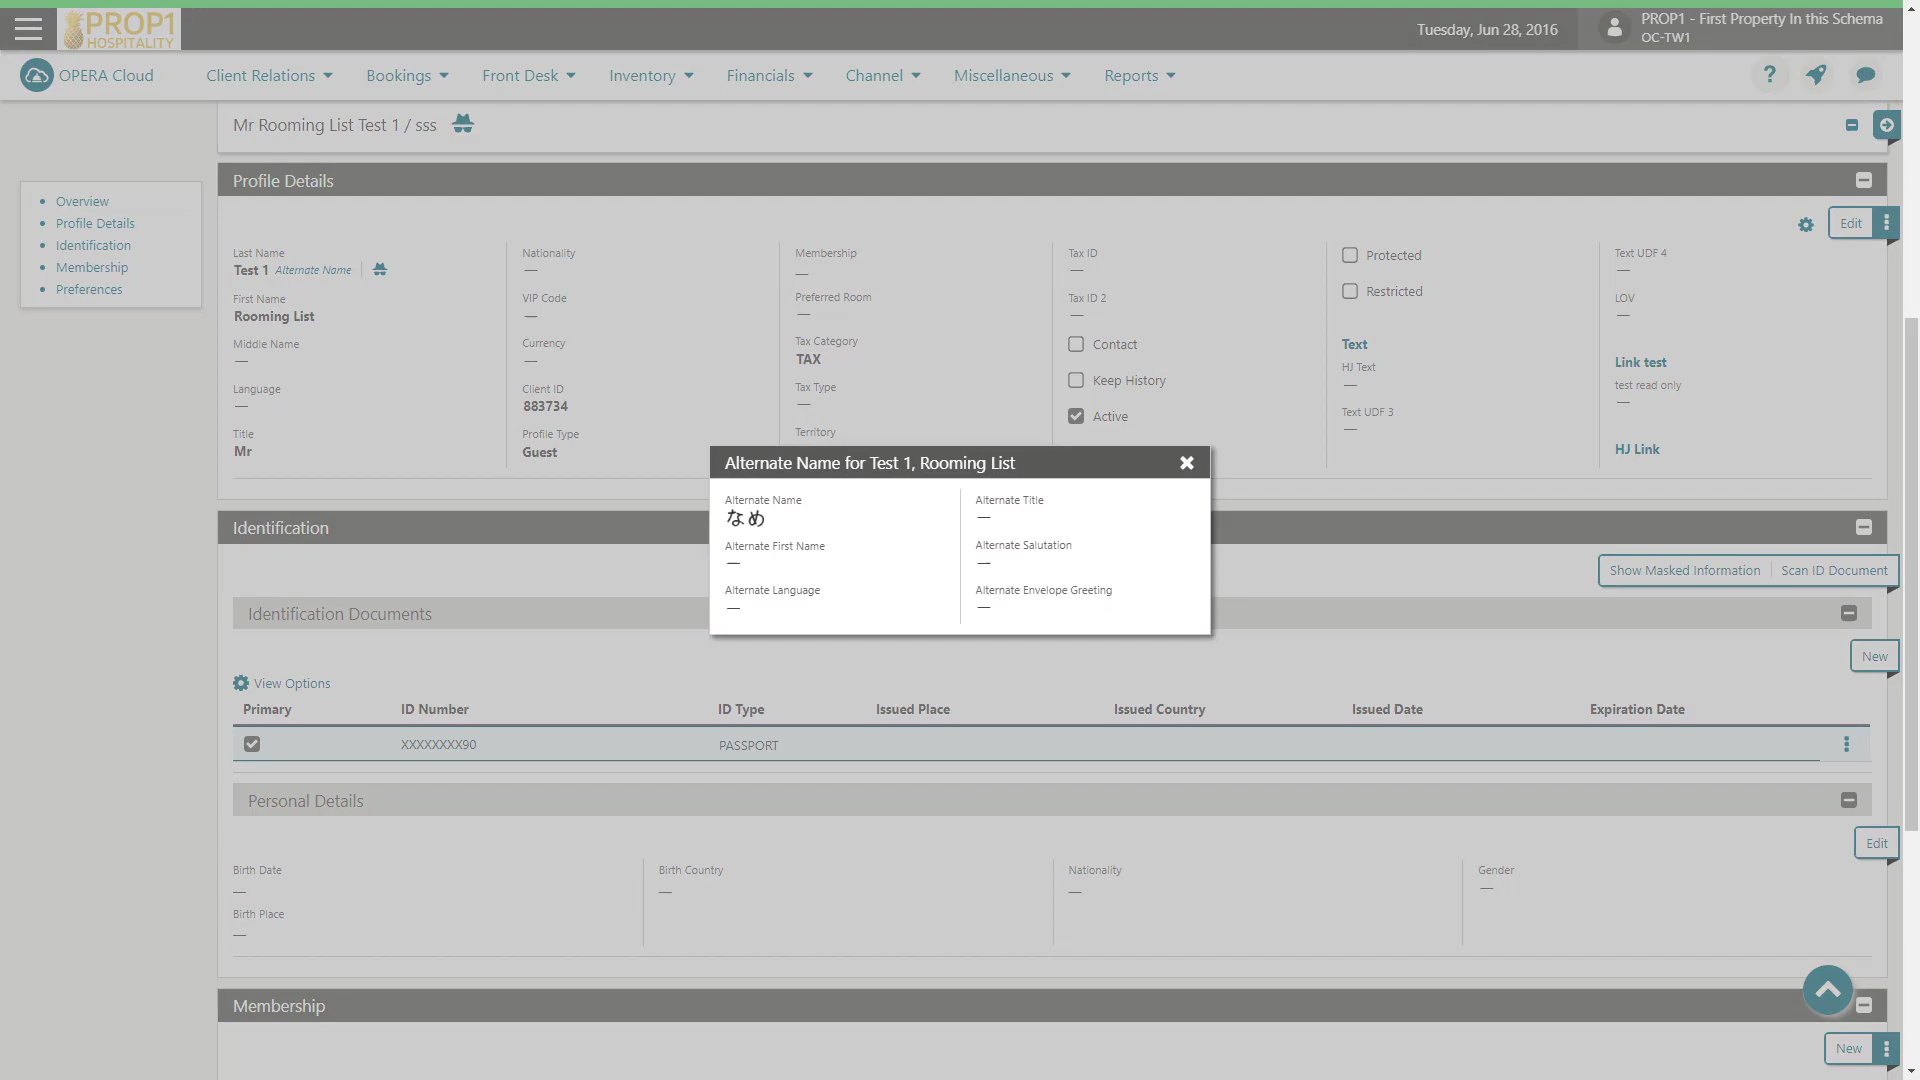 PROP1
HOSPITALITY
Tuesday, Jun 28, 2016
PROP1 - First Property In this Schema
OC-TW1
OPERA Cloud
Client Relations
Bookings
Front Desk
Inventory
Financials
Channel
Miscellaneous
Reports
?
Mr Rooming List Test 1 / sss
Overview
Profile Details
Identification
Membership
Preferences
Profile Details
Edit
Last Name
Test 1 Alternate Name
First Name
Rooming List
Middle Name
—
Language
—
Title
Mr
Nationality
—
VIP Code
—
Currency
—
Client ID
883734
Profile Type
Guest
Membership
—
Preferred Room
—
Tax Category
TAX
Tax Type
—
Territory
Tax ID
—
Tax ID 2
—
Contact
Keep History
Active
Protected
Restricted
Text
HJ Text
—
Text UDF 3
—
Text UDF 4
—
LOV
—
Link test
test read only
—
HJ Link
Alternate Name for Test 1, Rooming List
Alternate Name
なめ
Alternate First Name
—
Alternate Language
—
Alternate Title
—
Alternate Salutation
—
Alternate Envelope Greeting
—
Identification
Show Masked Information
Scan ID Document
Identification Documents
New
View Options
Primary ID Number ID Type Issued Place Issued Country Issued Date Expiration Date
XXXXXXXX90 PASSPORT
Personal Details
Edit
Birth Date
—
Birth Place
—
Birth Country
—
Nationality
—
Gender
—
Membership
New